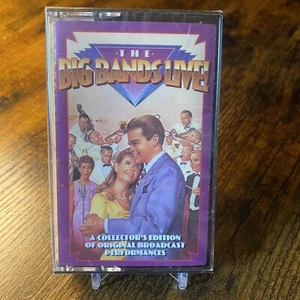 THE
BIG BANDS LIVE!
A COLLECTOR'S EDITION
OF ORIGINAL BROADCAST
PERFORMANCES